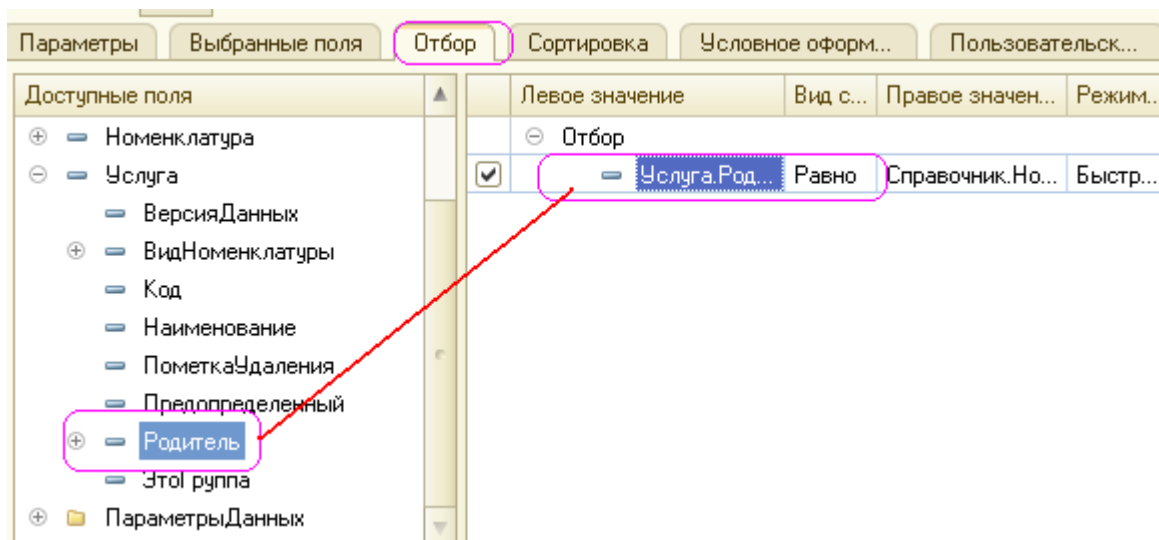 Параметры Выбранные поля Отбор Сортировка Условное оформ... Пользовательск...
Доступные поля Левое значение Вид с... Правое значен... Режим...
Номенклатура Отбор
Услуга Услуга.Род... Равно Справочник.Но... Быстр...
ВерсияДанных
ВидНоменклатуры
Код
Наименование
ПометкаУдаления
Предопределенный
Родитель
ЭтоГруппа
ПараметрыДанных